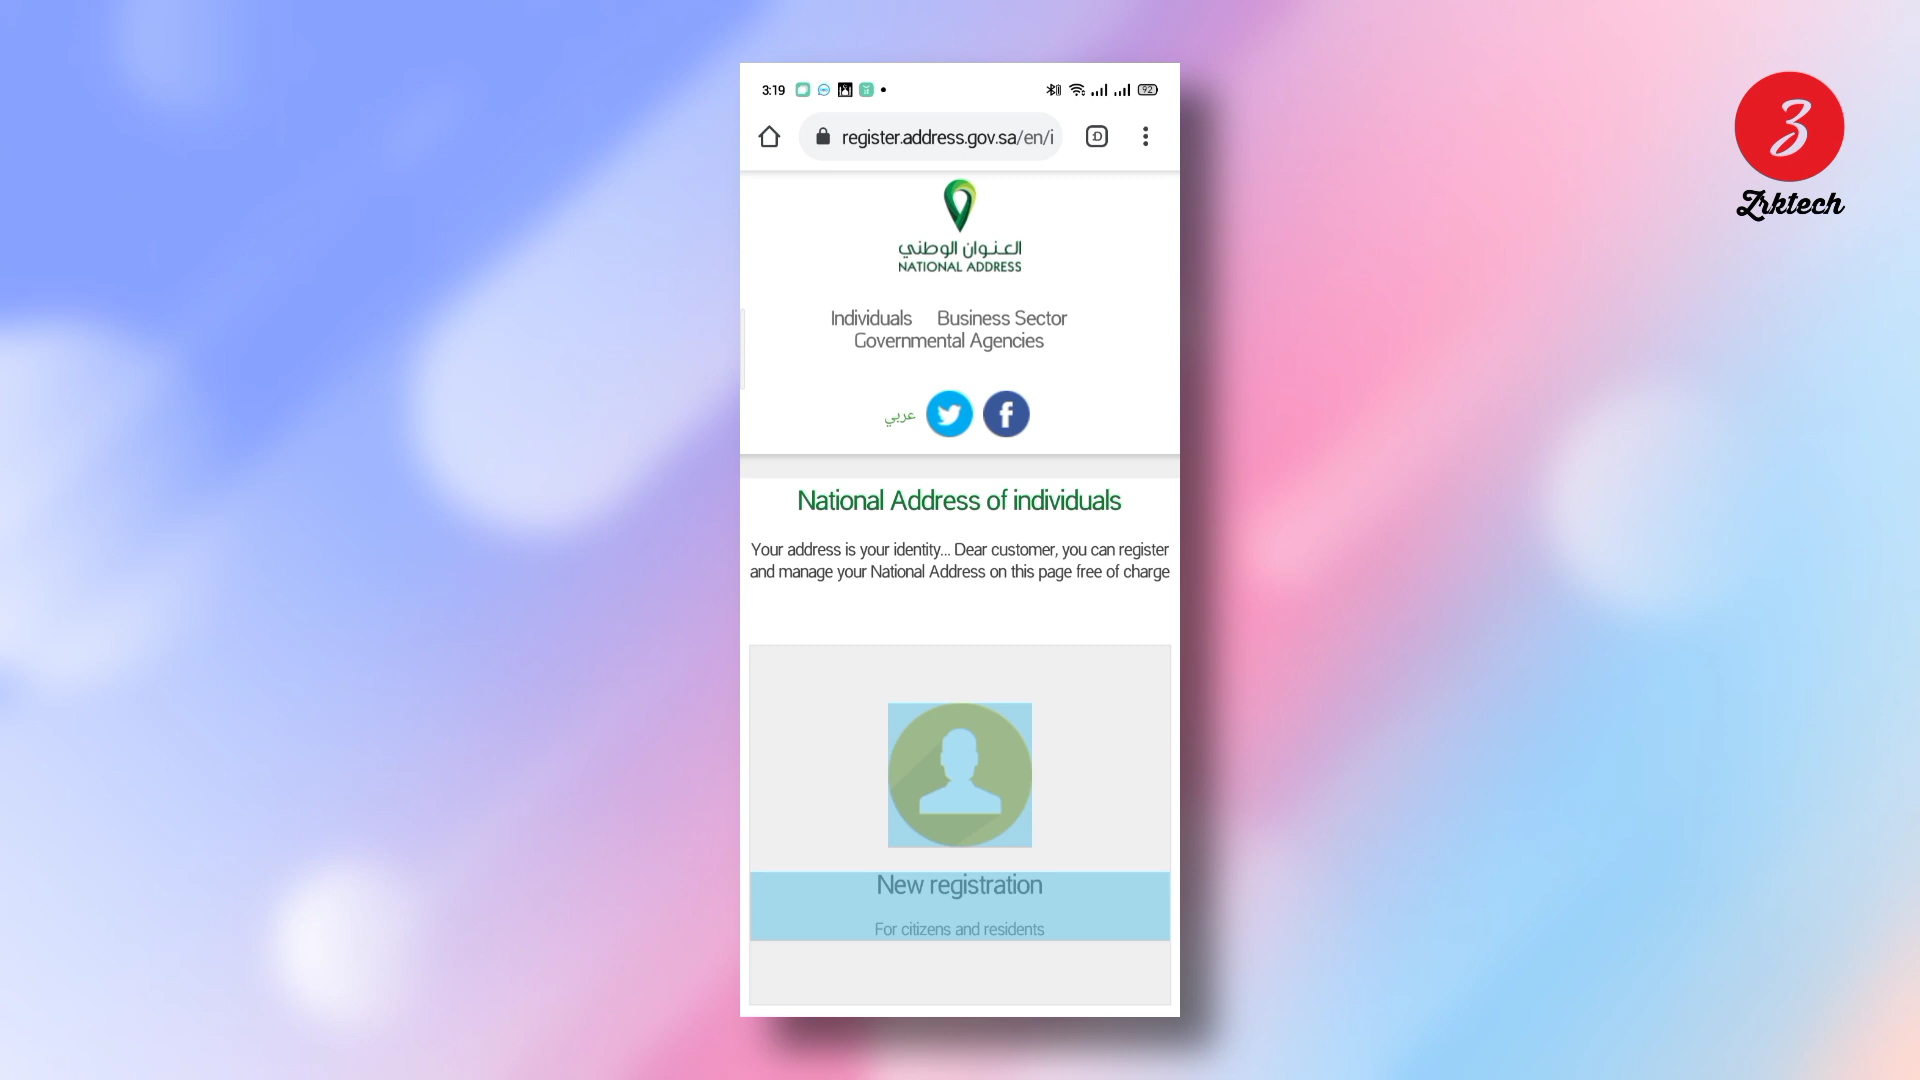 3:19
92
register.address.gov.sa/en/i
العنوان الوطني
NATIONAL ADDRESS
Individuals Business Sector
Governmental Agencies
عربي
National Address of individuals
Your address is your identity... Dear customer, you can register
and manage your National Address on this page free of charge
New registration
For citizens and residents
Zrktech